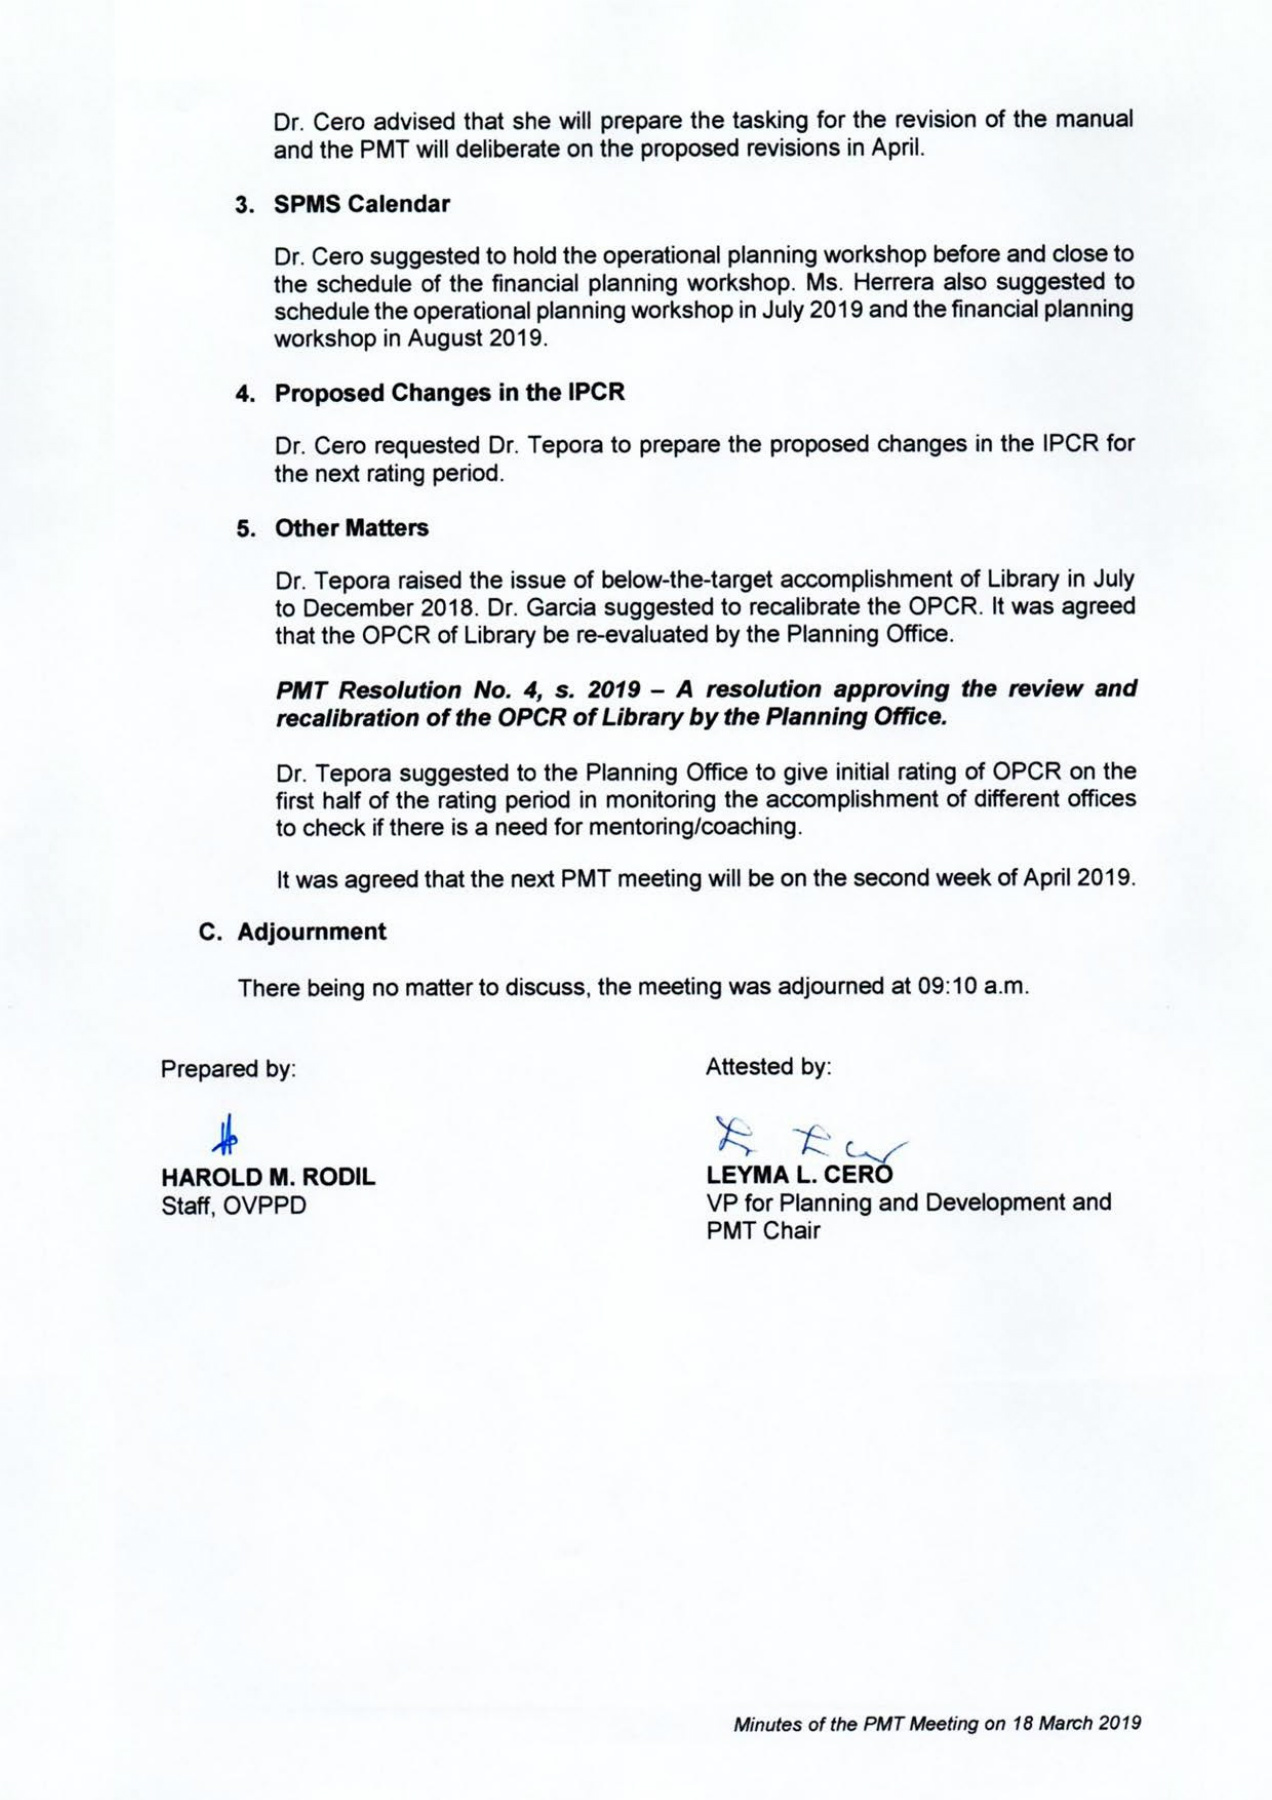 Dr. Cero advised that she will prepare the tasking for the revision of the manual
and the PMT will deliberate on the proposed revisions in April.
3. SPMS Calendar
Dr. Cero suggested to hold the operational planning workshop before and close to
the schedule of the financial planning workshop. Ms. Herrera also suggested to
schedule the operational planning workshop in July 2019 and the financial planning
workshop in August 2019.
4. Proposed Changes in the IPCR
Dr. Cero requested Dr. Tepora to prepare the proposed changes in the IPCR for
the next rating period.
5. Other Matters
Dr. Tepora raised the issue of below-the-target accomplishment of Library in July
to December 2018. Dr. Garcia suggested to recalibrate the OPCR. It was agreed
that the OPCR of Library be re-evaluated by the Planning Office.
PMT Resolution No. 4, s. 2019 – A resolution approving the review and
recalibration of the OPCR of Library by the Planning Office.
Dr. Tepora suggested to the Planning Office to give initial rating of OPCR on the
first half of the rating period in monitoring the accomplishment of different offices
to check if there is a need for mentoring/coaching.
It was agreed that the next PMT meeting will be on the second week of April 2019.
C. Adjournment
There being no matter to discuss, the meeting was adjourned at 09:10 a.m.
Prepared by:
HAROLD M. RODIL
Staff, OVPPD
Attested by:
LEYMA L. CERO
VP for Planning and Development and
PMT Chair
Minutes of the PMT Meeting on 18 March 2019